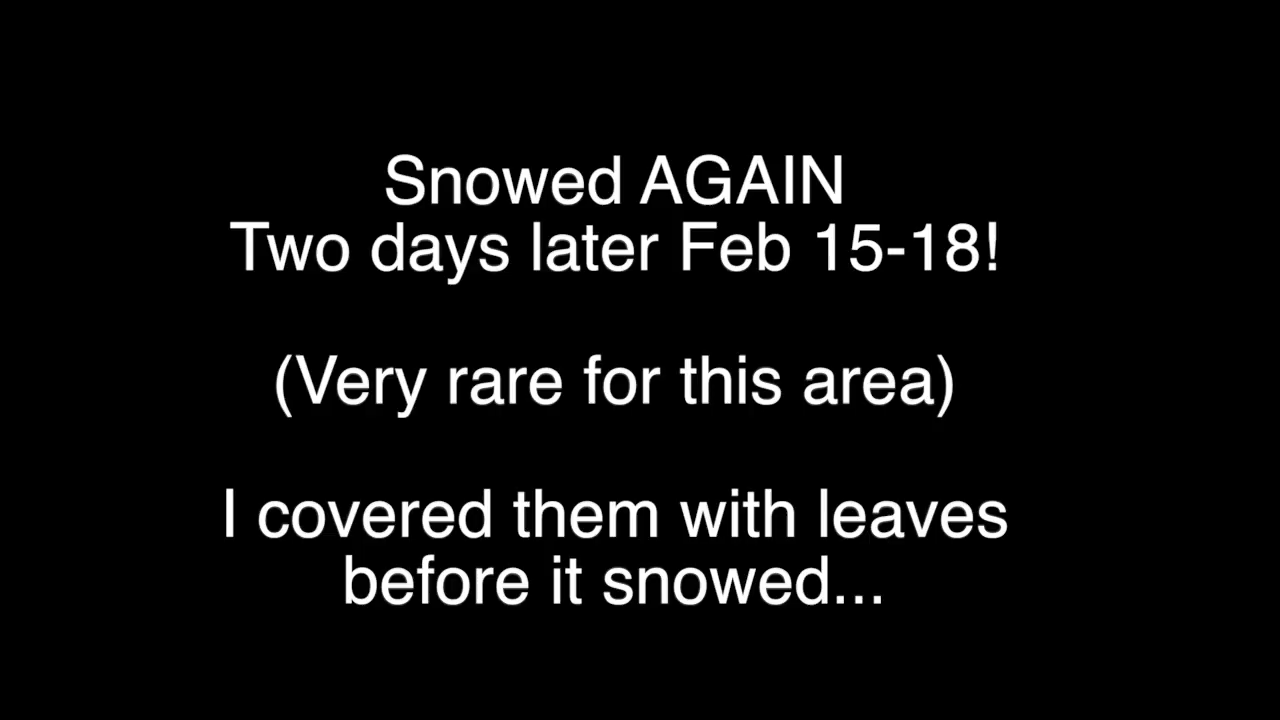 Snowed AGAIN
Two days later Feb 15-18!
(Very rare for this area)
I covered them with leaves
before it snowed...